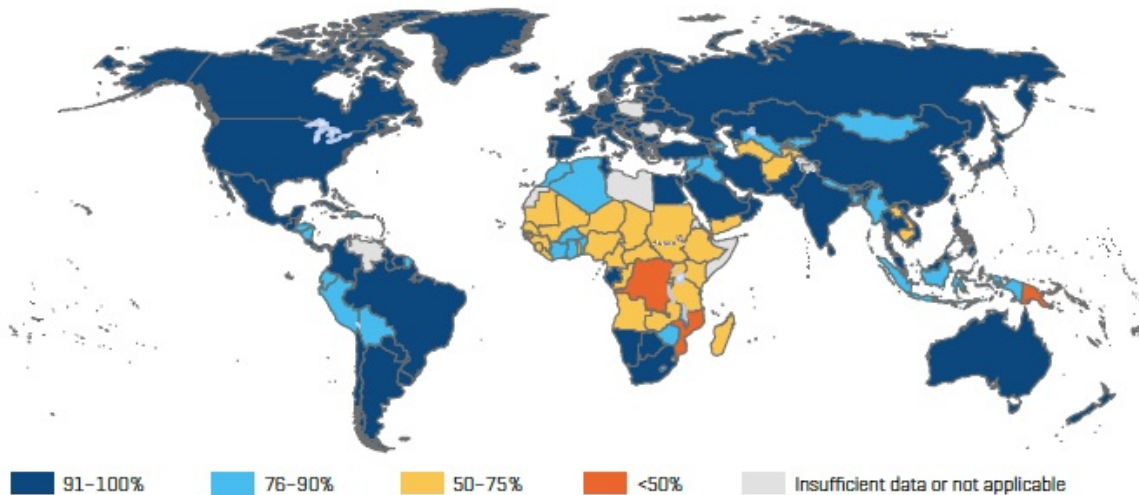 91–100% 76–90% 50–75% <50% Insufficient data or not applicable